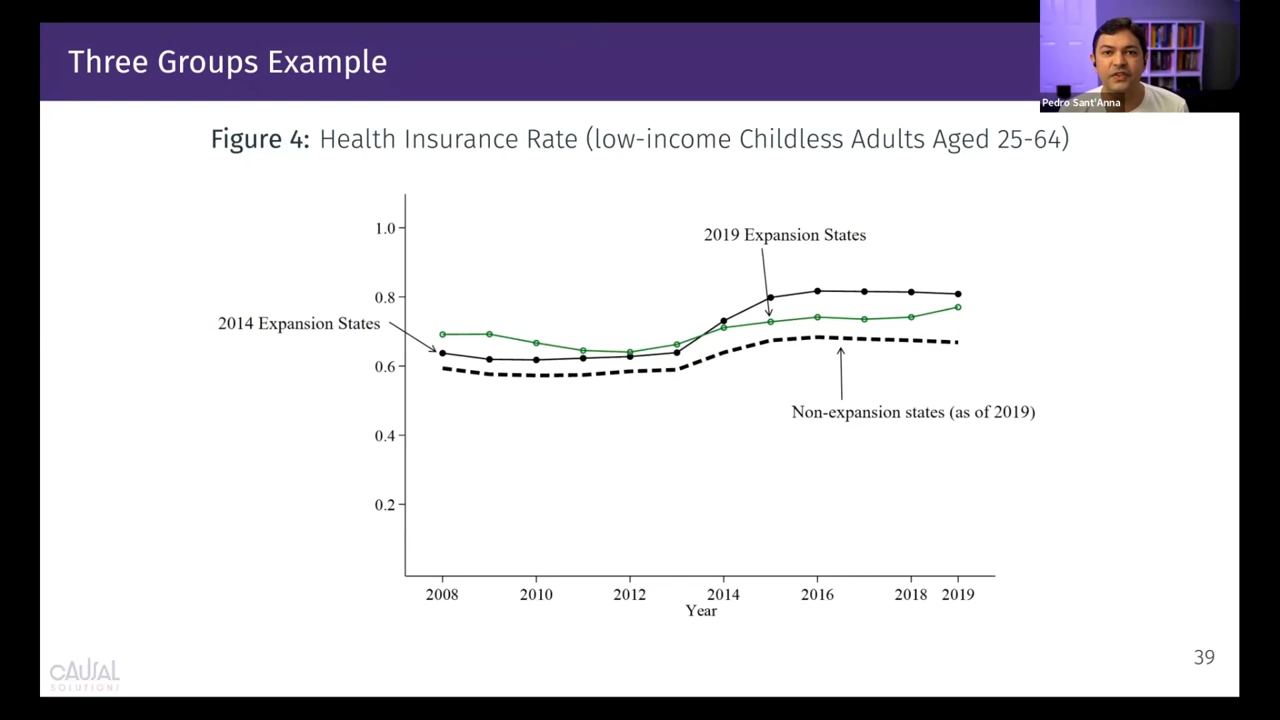 Three Groups Example
Pedro Sant'Anna
Figure 4: Health Insurance Rate (low-income Childless Adults Aged 25-64)
1.0
0.8
0.6
0.4
0.2
2019 Expansion States
2014 Expansion States
Non-expansion states (as of 2019)
2008 2010 2012 2014 2016 2018 2019
Year
39
CAUSAL
SOLUTIONS